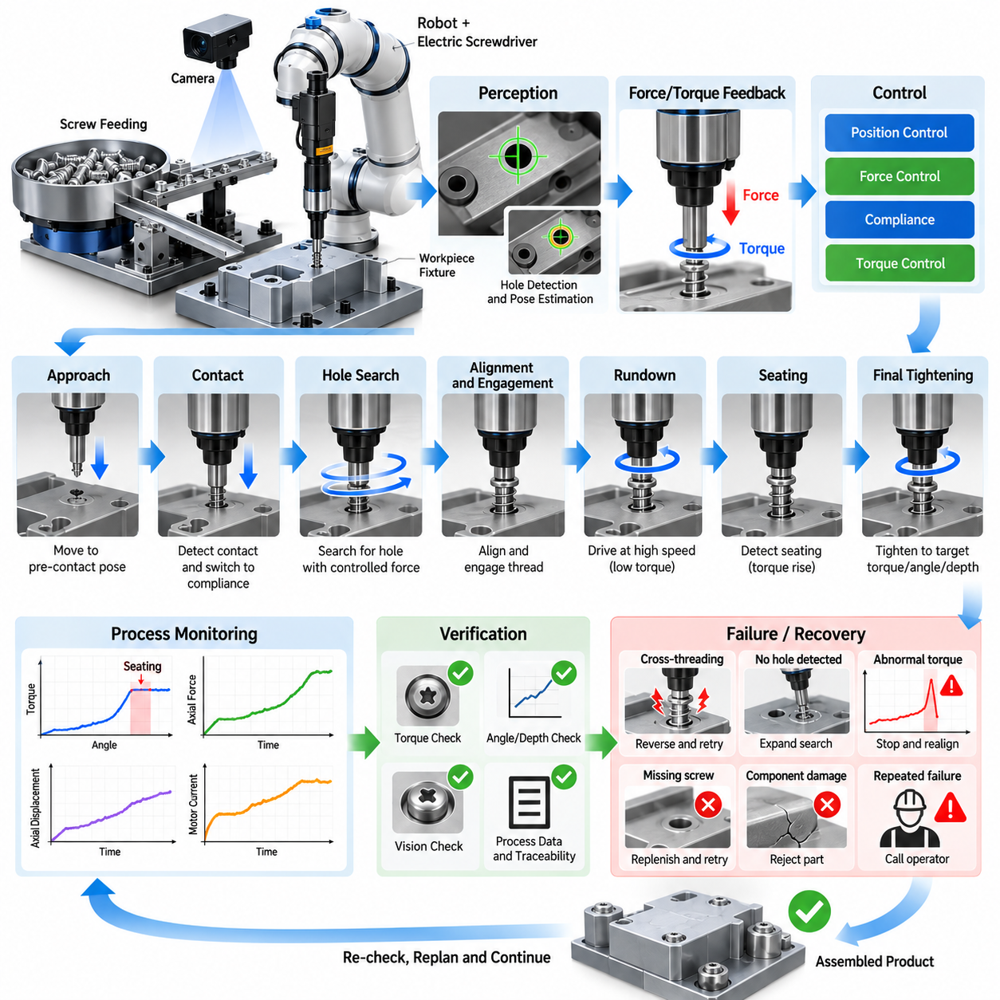 Robot +
Electric Screwdriver
Camera
Screw Feeding
Workpiece
Fixture
Perception
Hole Detection
and Pose Estimation
Force/Torque Feedback
Force
Torque
Control
Position Control
Force Control
Compliance
Torque Control
Approach
Move to
pre-contact pose
Contact
Detect contact
and switch to
compliance
Hole Search
Search for hole
with controlled force
Alignment
and Engagement
Align and
engage thread
Rundown
Drive at high speed
(low torque)
Seating
Detect seating
(torque rise)
Final Tightening
Tighten to target
torque/angle/depth
Process Monitoring
Seating
Torque
Angle
Axial Force
Time
Axial Displacement
Time
Motor Current
Time
Verification
Torque Check
Angle/Depth Check
Vision Check
Process Data
and Traceability
Failure / Recovery
Cross-threading
Reverse and retry
No hole detected
Expand search
Abnormal torque
Stop and realign
Missing screw
Replenish and retry
Component damage
Reject part
Repeated failure
Call operator
Re-check, Replan and Continue
Assembled Product